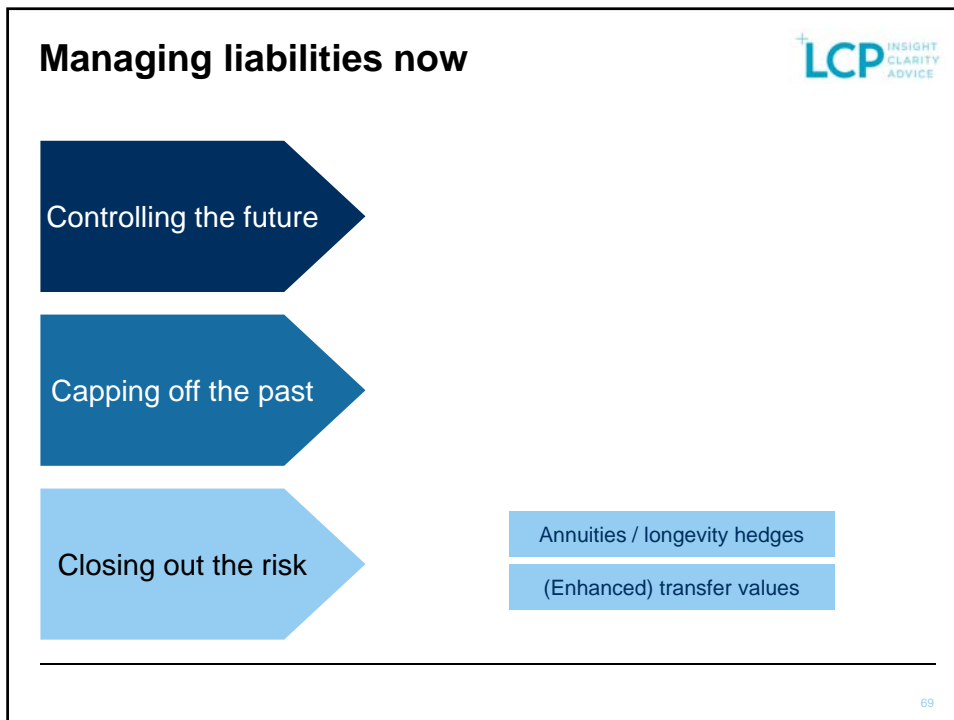 Managing liabilities now
LCP
INSIGHT
CLARITY
ADVICE
Controlling the future
Capping off the past
Closing out the risk
Annuities / longevity hedges
(Enhanced) transfer values
69